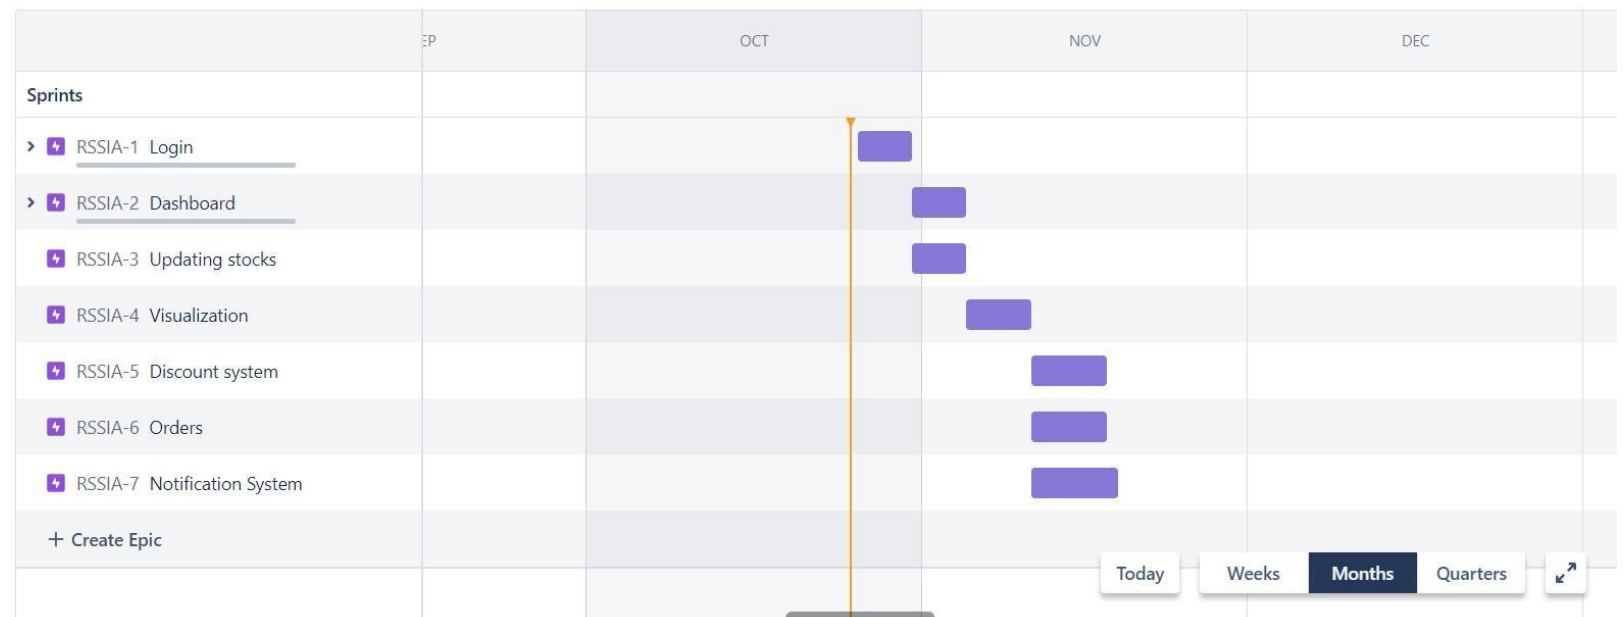 EP OCT NOV DEC
Sprints
RSSIA-1 Login
RSSIA-2 Dashboard
RSSIA-3 Updating stocks
RSSIA-4 Visualization
RSSIA-5 Discount system
RSSIA-6 Orders
RSSIA-7 Notification System
+ Create Epic
Today Weeks Months Quarters